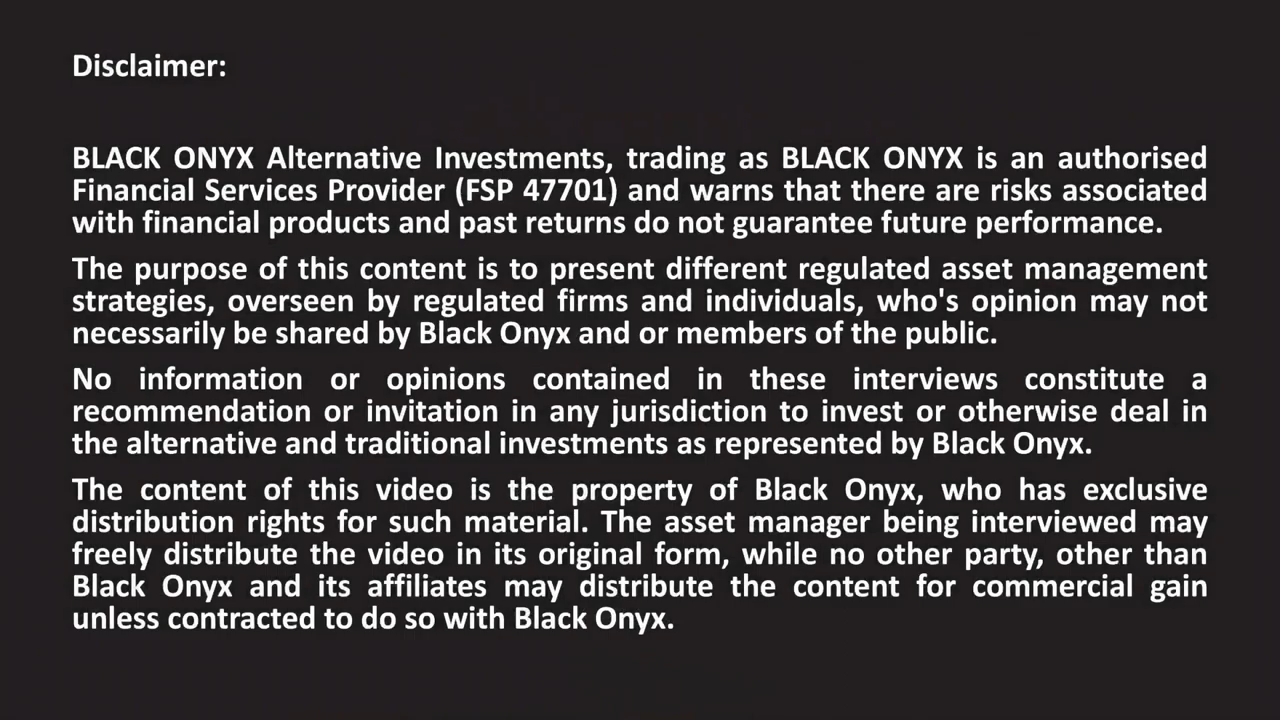 Disclaimer:
BLACK ONYX Alternative Investments, trading as BLACK ONYX is an authorised
Financial Services Provider (FSP 47701) and warns that there are risks associated
with financial products and past returns do not guarantee future performance.
The purpose of this content is to present different regulated asset management
strategies, overseen by regulated firms and individuals, who's opinion may not
necessarily be shared by Black Onyx and or members of the public.
No information or opinions contained in these interviews constitute a
recommendation or invitation in any jurisdiction to invest or otherwise deal in
the alternative and traditional investments as represented by Black Onyx.
The content of this video is the property of Black Onyx, who has exclusive
distribution rights for such material. The asset manager being interviewed may
freely distribute the video in its original form, while no other party, other than
Black Onyx and its affiliates may distribute the content for commercial gain
unless contracted to do so with Black Onyx.